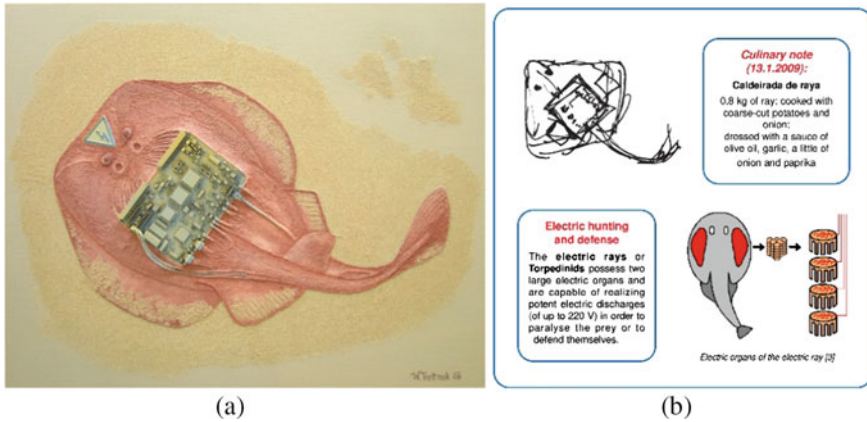 Culinary note
(13.1.2009):
Caldeirada de raya
0.8 kg of ray: cooked with
coarse-cut potatoes and
onion;
dressed with a sauce of
olive oil, garlic, a little of
onion and paprika
Electric hunting
and defense
The electric rays or
Torpedinids possess two
large electric organs and
are capable of realizing
potent electric discharges
(of up to 220 V) in order to
paralyse the prey or to
defend themselves.
Electric organs of the electric ray [3]
(a)
(b)